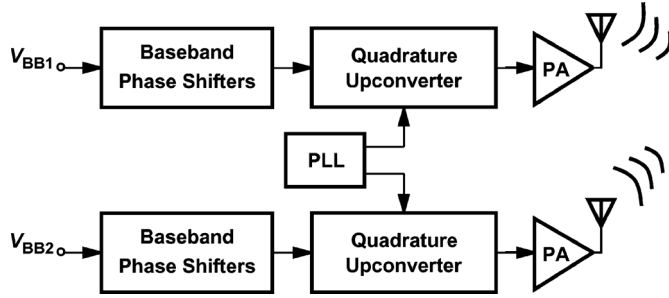 Baseband
Phase Shifters
Quadrature
Upconverter
VBB1
PA
PLL
Baseband
Phase Shifters
Quadrature
Upconverter
VBB2
PA